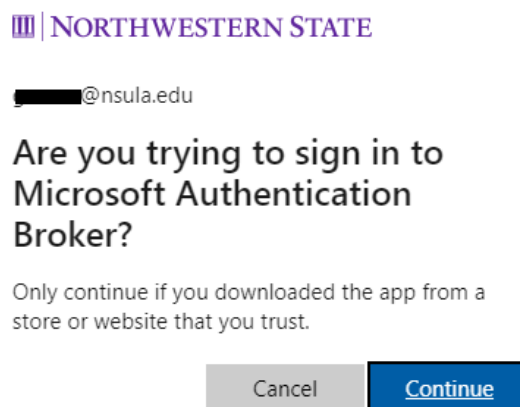 NORTHWESTERN STATE
@nsula.edu
Are you trying to sign in to
Microsoft Authentication
Broker?
Only continue if you downloaded the app from a
store or website that you trust.
Cancel Continue